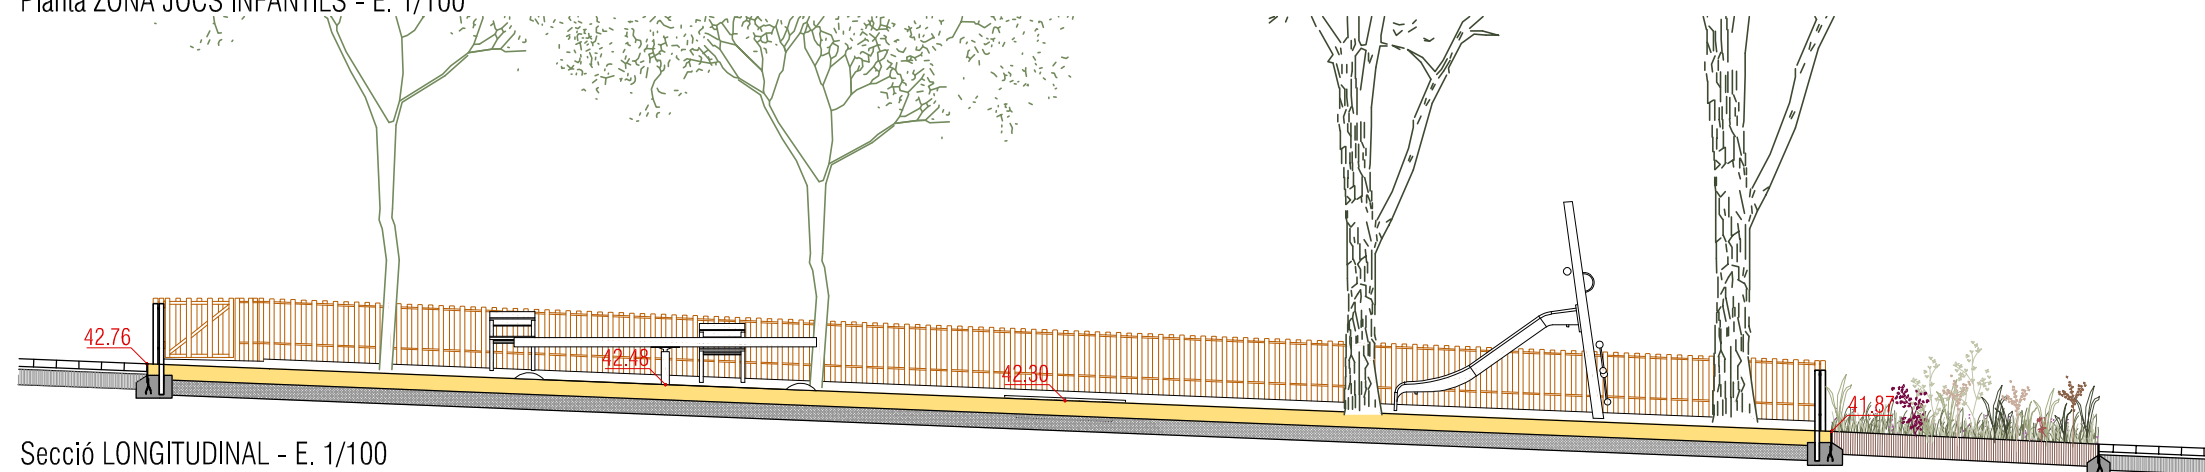 Planta ZONA JOCS INFANTILS - E. 1/100
42.76
42.48
42.30
41.87
Secció LONGITUDINAL - E. 1/100